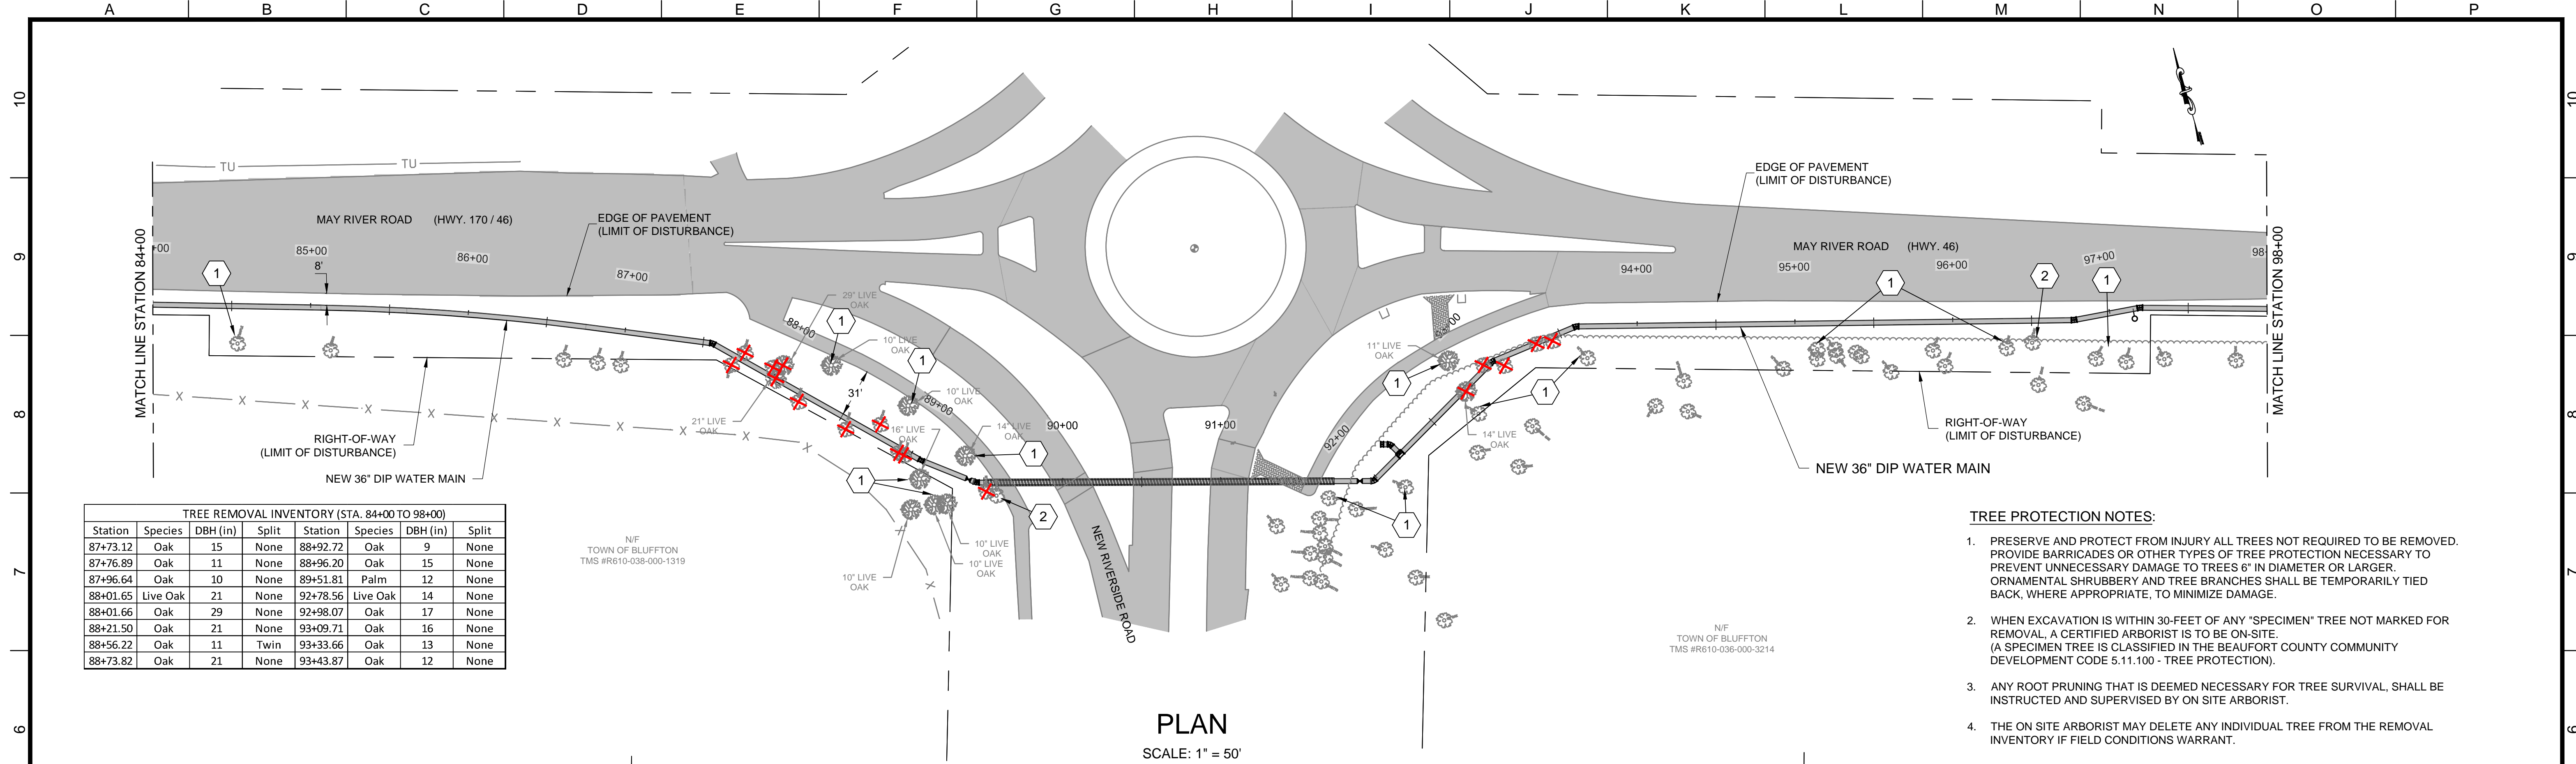 A B C D E F G H I J K L M N O P
10
10
TU TU
EDGE OF PAVEMENT
(LIMIT OF DISTURBANCE)
MAY RIVER ROAD (HWY. 170 / 46)
EDGE OF PAVEMENT
(LIMIT OF DISTURBANCE)
MATCH LINE STATION 84+00
+00
85+00
86+00
87+00
8'
1
9
MAY RIVER ROAD (HWY. 46)
94+00
95+00
96+00
97+00
98
MATCH LINE STATION 98+00
9
1
2
1
29" LIVE
OAK
88+00
1
10" LIVE
OAK
1
10" LIVE
OAK
89+00
31'
21" LIVE
OAK
16" LIVE
OAK
14" LIVE
OAK
1
90+00
91+00
92+00
11" LIVE
OAK
1
1
14" LIVE
OAK
8
8
X X X X X X X X X X X X X
RIGHT-OF-WAY
(LIMIT OF DISTURBANCE)
NEW 36" DIP WATER MAIN
RIGHT-OF-WAY
(LIMIT OF DISTURBANCE)
NEW 36" DIP WATER MAIN
1
2
1
10" LIVE
OAK
10" LIVE
OAK
10" LIVE
OAK
NEW RIVERSIDE ROAD
N/F
TOWN OF BLUFFTON
TMS #R610-038-000-1319
N/F
TOWN OF BLUFFTON
TMS #R610-036-000-3214
7
7
TREE REMOVAL INVENTORY (STA. 84+00 TO 98+00)
Station Species DBH (in) Split Station Species DBH (in) Split
87+73.12 Oak 15 None 88+92.72 Oak 9 None
87+76.89 Oak 11 None 88+96.20 Oak 15 None
87+96.64 Oak 10 None 89+51.81 Palm 12 None
88+01.65 Live Oak 21 None 92+78.56 Live Oak 14 None
88+01.66 Oak 29 None 92+98.07 Oak 17 None
88+21.50 Oak 21 None 93+09.71 Oak 16 None
88+56.22 Oak 11 Twin 93+33.66 Oak 13 None
88+73.82 Oak 21 None 93+43.87 Oak 12 None
TREE PROTECTION NOTES:
1. PRESERVE AND PROTECT FROM INJURY ALL TREES NOT REQUIRED TO BE REMOVED.
PROVIDE BARRICADES OR OTHER TYPES OF TREE PROTECTION NECESSARY TO
PREVENT UNNECESSARY DAMAGE TO TREES 6" IN DIAMETER OR LARGER.
ORNAMENTAL SHRUBBERY AND TREE BRANCHES SHALL BE TEMPORARILY TIED
BACK, WHERE APPROPRIATE, TO MINIMIZE DAMAGE.
2. WHEN EXCAVATION IS WITHIN 30-FEET OF ANY "SPECIMEN" TREE NOT MARKED FOR
REMOVAL, A CERTIFIED ARBORIST IS TO BE ON-SITE.
(A SPECIMEN TREE IS CLASSIFIED IN THE BEAUFORT COUNTY COMMUNITY
DEVELOPMENT CODE 5.11.100 - TREE PROTECTION).
3. ANY ROOT PRUNING THAT IS DEEMED NECESSARY FOR TREE SURVIVAL, SHALL BE
INSTRUCTED AND SUPERVISED BY ON SITE ARBORIST.
4. THE ON SITE ARBORIST MAY DELETE ANY INDIVIDUAL TREE FROM THE REMOVAL
INVENTORY IF FIELD CONDITIONS WARRANT.
6
6
PLAN
SCALE: 1" = 50'